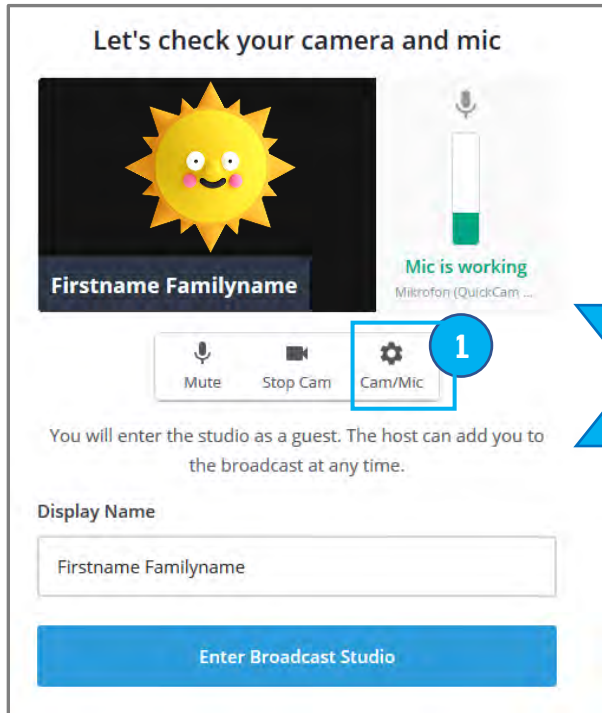 Let's check your camera and mic
Firstname Familyname
Mic is working
Mikrofon (QuickCam ...
Mute
Stop Cam
Cam/Mic
1
You will enter the studio as a guest. The host can add you to
the broadcast at any time.
Display Name
Firstname Familyname
Enter Broadcast Studio